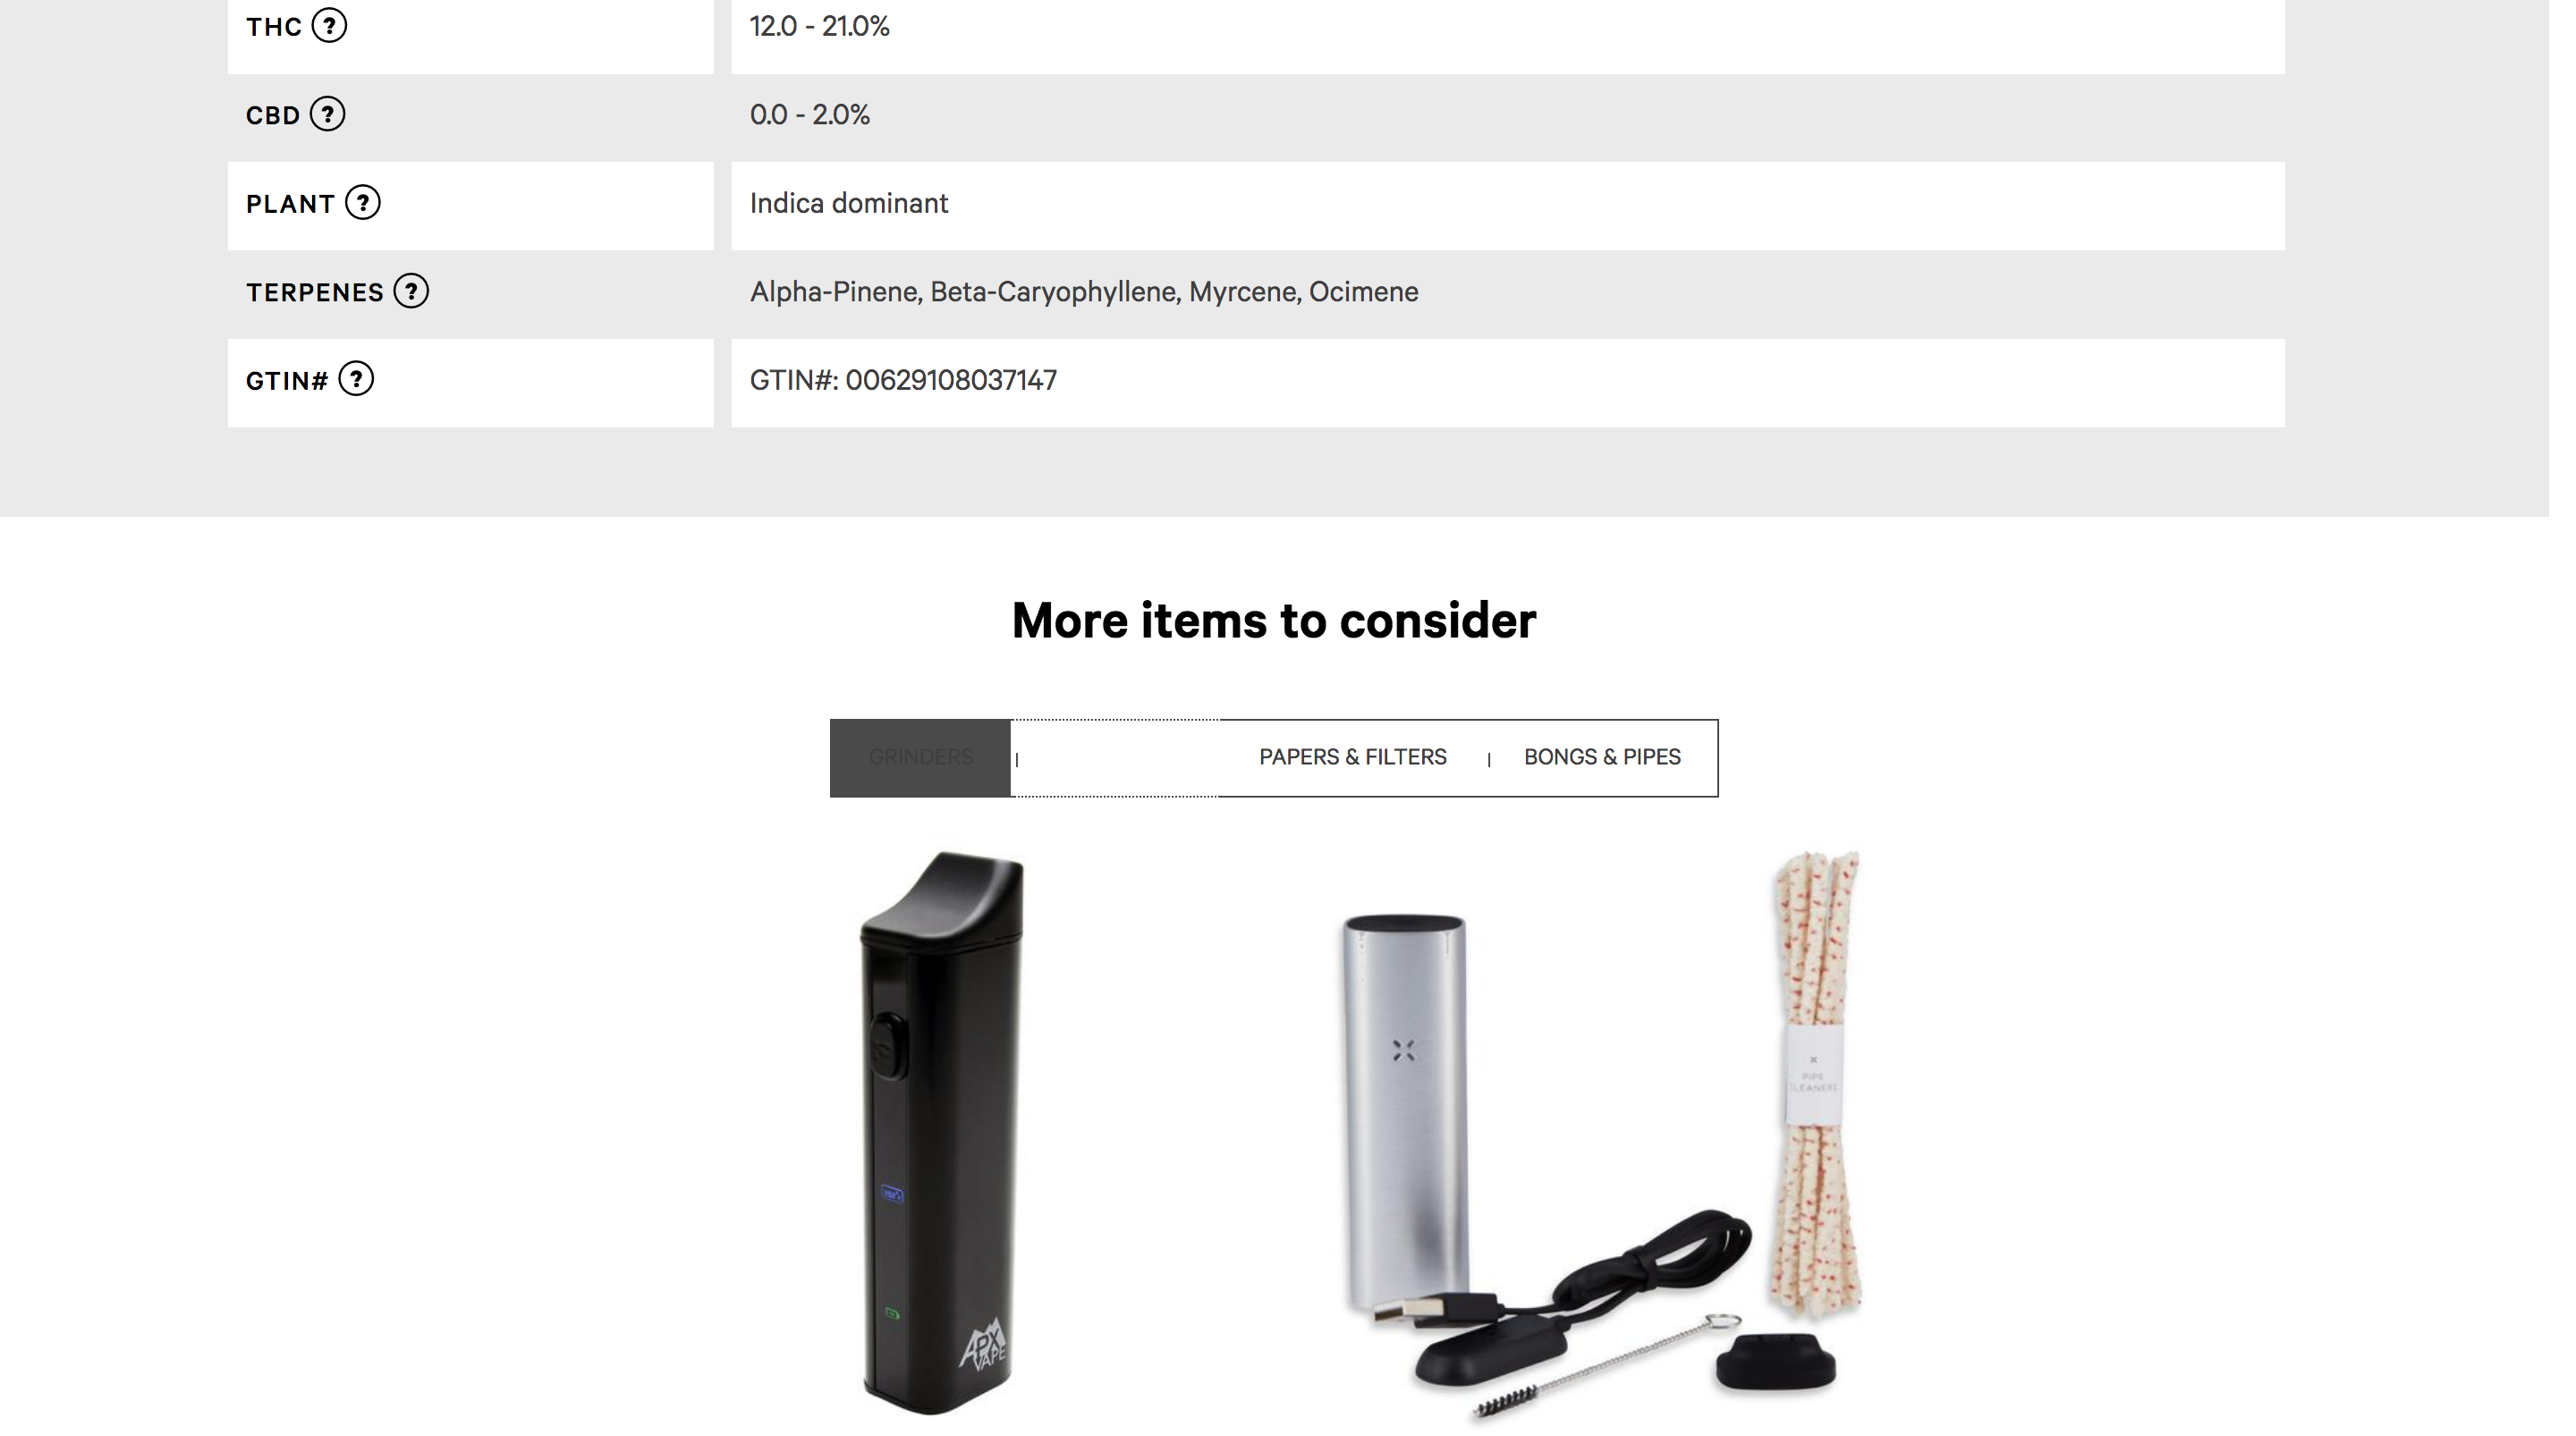 THC ?
12.0 - 21.0%
CBD ?
0.0 - 2.0%
PLANT ?
Indica dominant
TERPENES ?
Alpha-Pinene, Beta-Caryophyllene, Myrcene, Ocimene
GTIN# ?
GTIN#: 00629108037147
More items to consider
GRINDERS | PAPERS & FILTERS | BONGS & PIPES
APX
VAPE
PIPE
CLEANERS